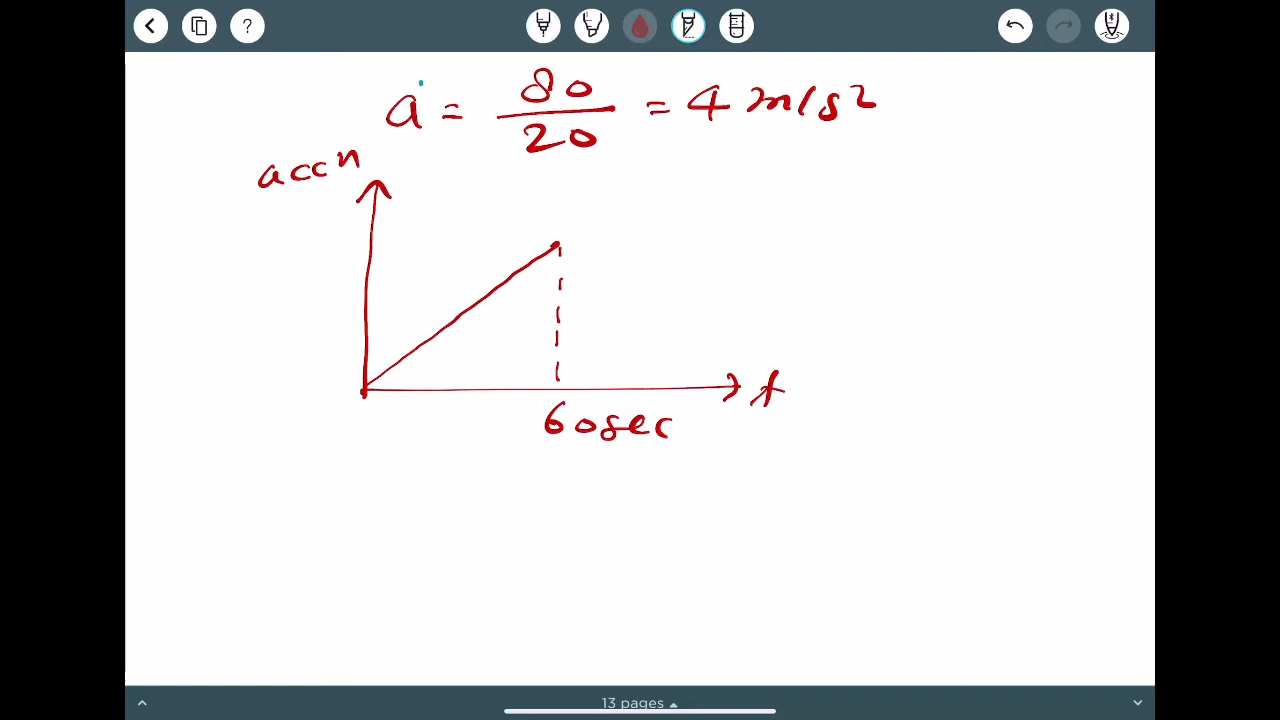 a = 80/20 = 4 m/s²
accn
t
60sec
13 pages